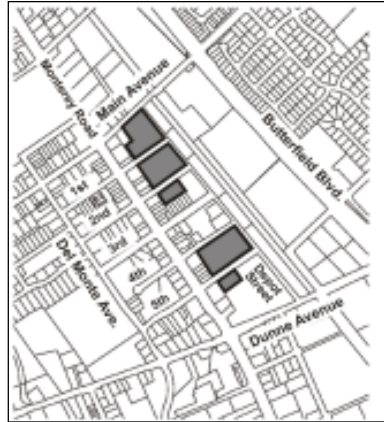 Monterey Road
Main Avenue
Butterfield Blvd.
1st
2nd
3rd
4th
5th
Del Monte Ave.
Depot
Street
Dunne Avenue